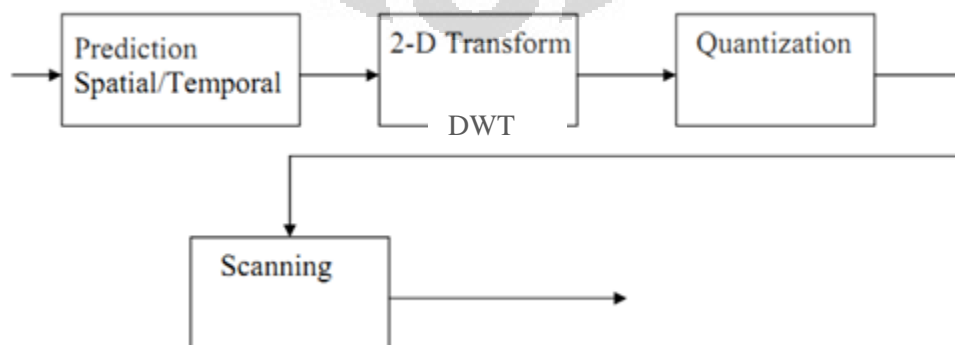 Prediction
Spatial/Temporal
2-D Transform
DWT
Quantization
Scanning